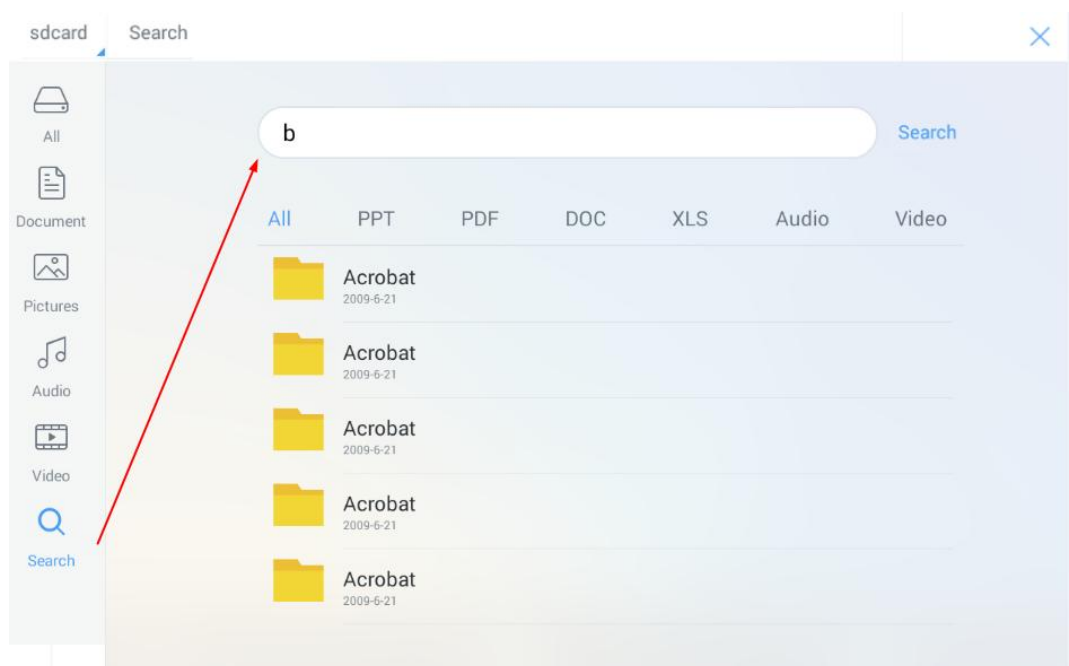 sdcard Search
All
Document
Pictures
Audio
Video
Search
b Search
All PPT PDF DOC XLS Audio Video
Acrobat
2009-6-21
Acrobat
2009-6-21
Acrobat
2009-6-21
Acrobat
2009-6-21
Acrobat
2009-6-21